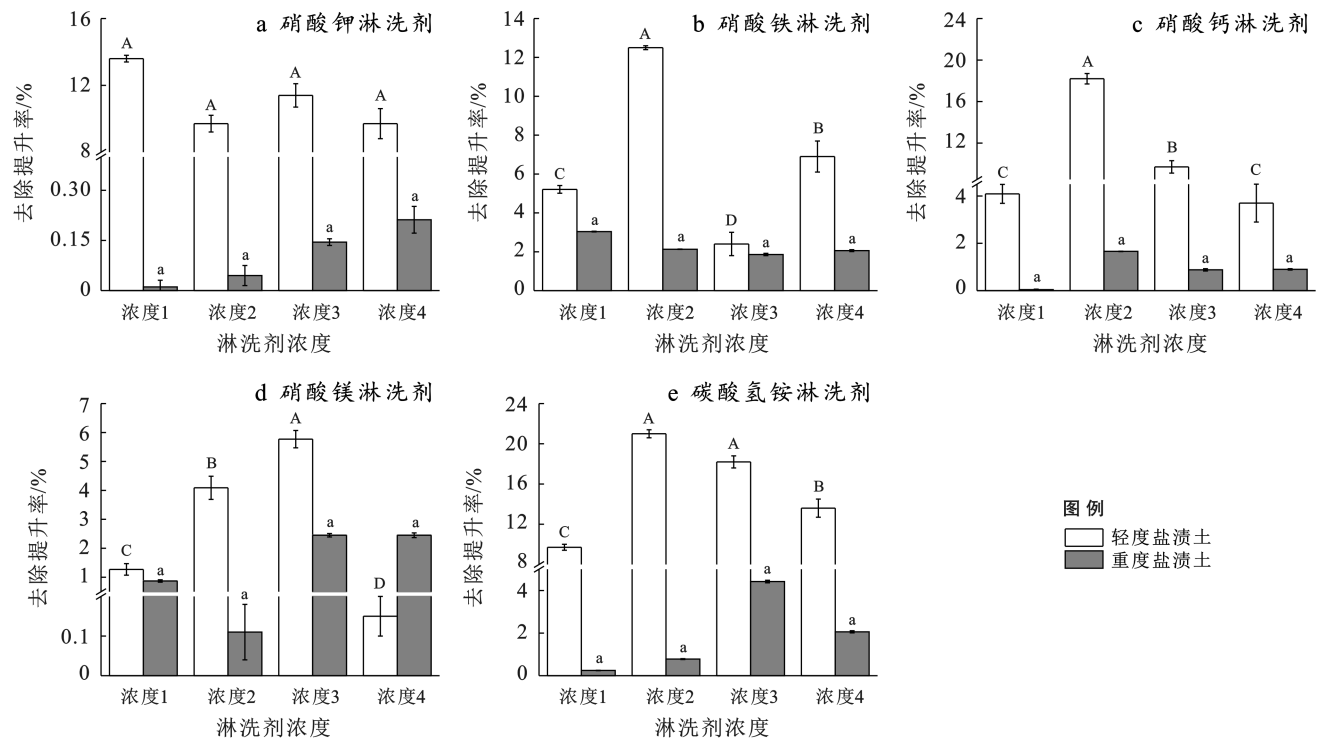 a 硝酸钾淋洗剂
去除提升率/%
16
12
8
0.30
0.15
0
A
A
A
A
a
a
a
a
浓度1
浓度2
浓度3
浓度4
淋洗剂浓度
b 硝酸铁淋洗剂
去除提升率/%
14
12
10
6
4
2
0
C
A
D
B
a
a
a
a
浓度1
浓度2
浓度3
浓度4
淋洗剂浓度
c 硝酸钙淋洗剂
去除提升率/%
24
20
18
16
12
4
2
0
C
A
B
C
a
a
a
a
浓度1
浓度2
浓度3
浓度4
淋洗剂浓度
d 硝酸镁淋洗剂
去除提升率/%
7
6
5
4
3
2
1
0.1
0
C
B
A
D
a
a
a
a
浓度1
浓度2
浓度3
浓度4
淋洗剂浓度
e 碳酸氢铵淋洗剂
去除提升率/%
24
20
16
12
8
4
2
0
C
A
A
B
a
a
a
a
浓度1
浓度2
浓度3
浓度4
淋洗剂浓度
图例
轻度盐渍土
重度盐渍土